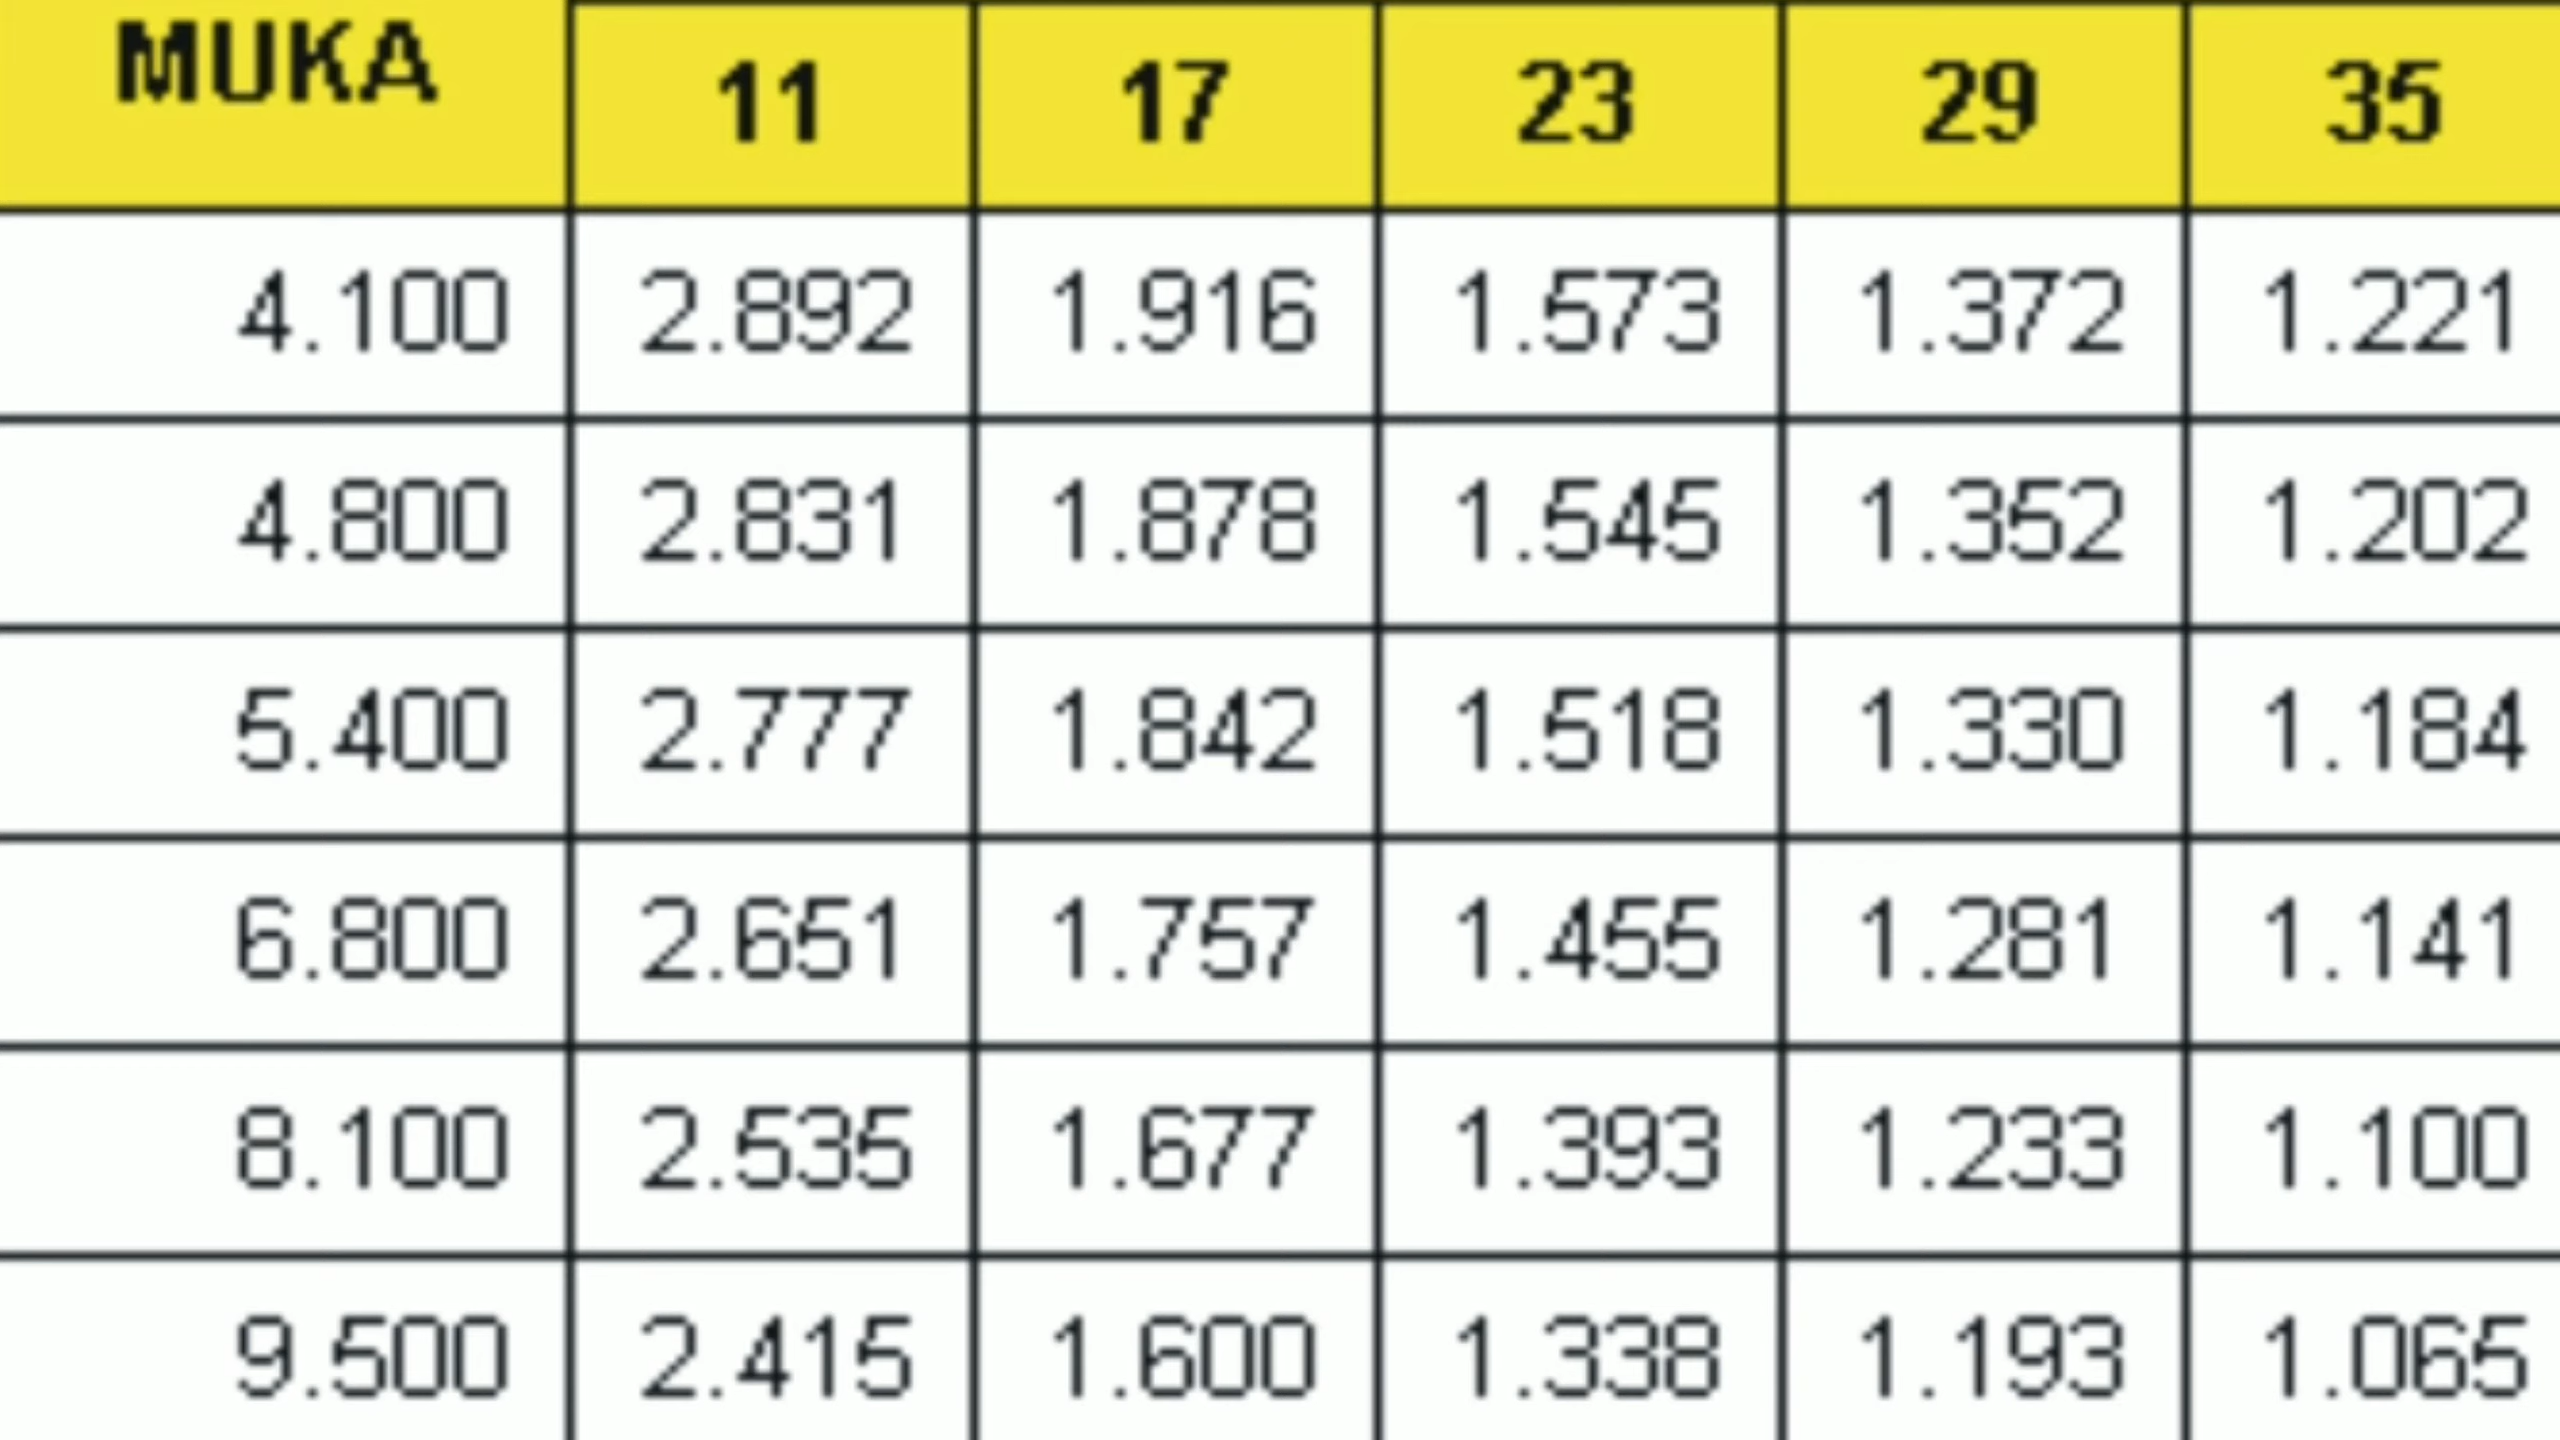 MUKA 11 17 23 29 35
4.100 2.892 1.916 1.573 1.372 1.221
4.800 2.831 1.878 1.545 1.352 1.202
5.400 2.777 1.842 1.518 1.330 1.184
6.800 2.651 1.757 1.455 1.281 1.141
8.100 2.535 1.677 1.393 1.233 1.100
9.500 2.415 1.600 1.338 1.193 1.065